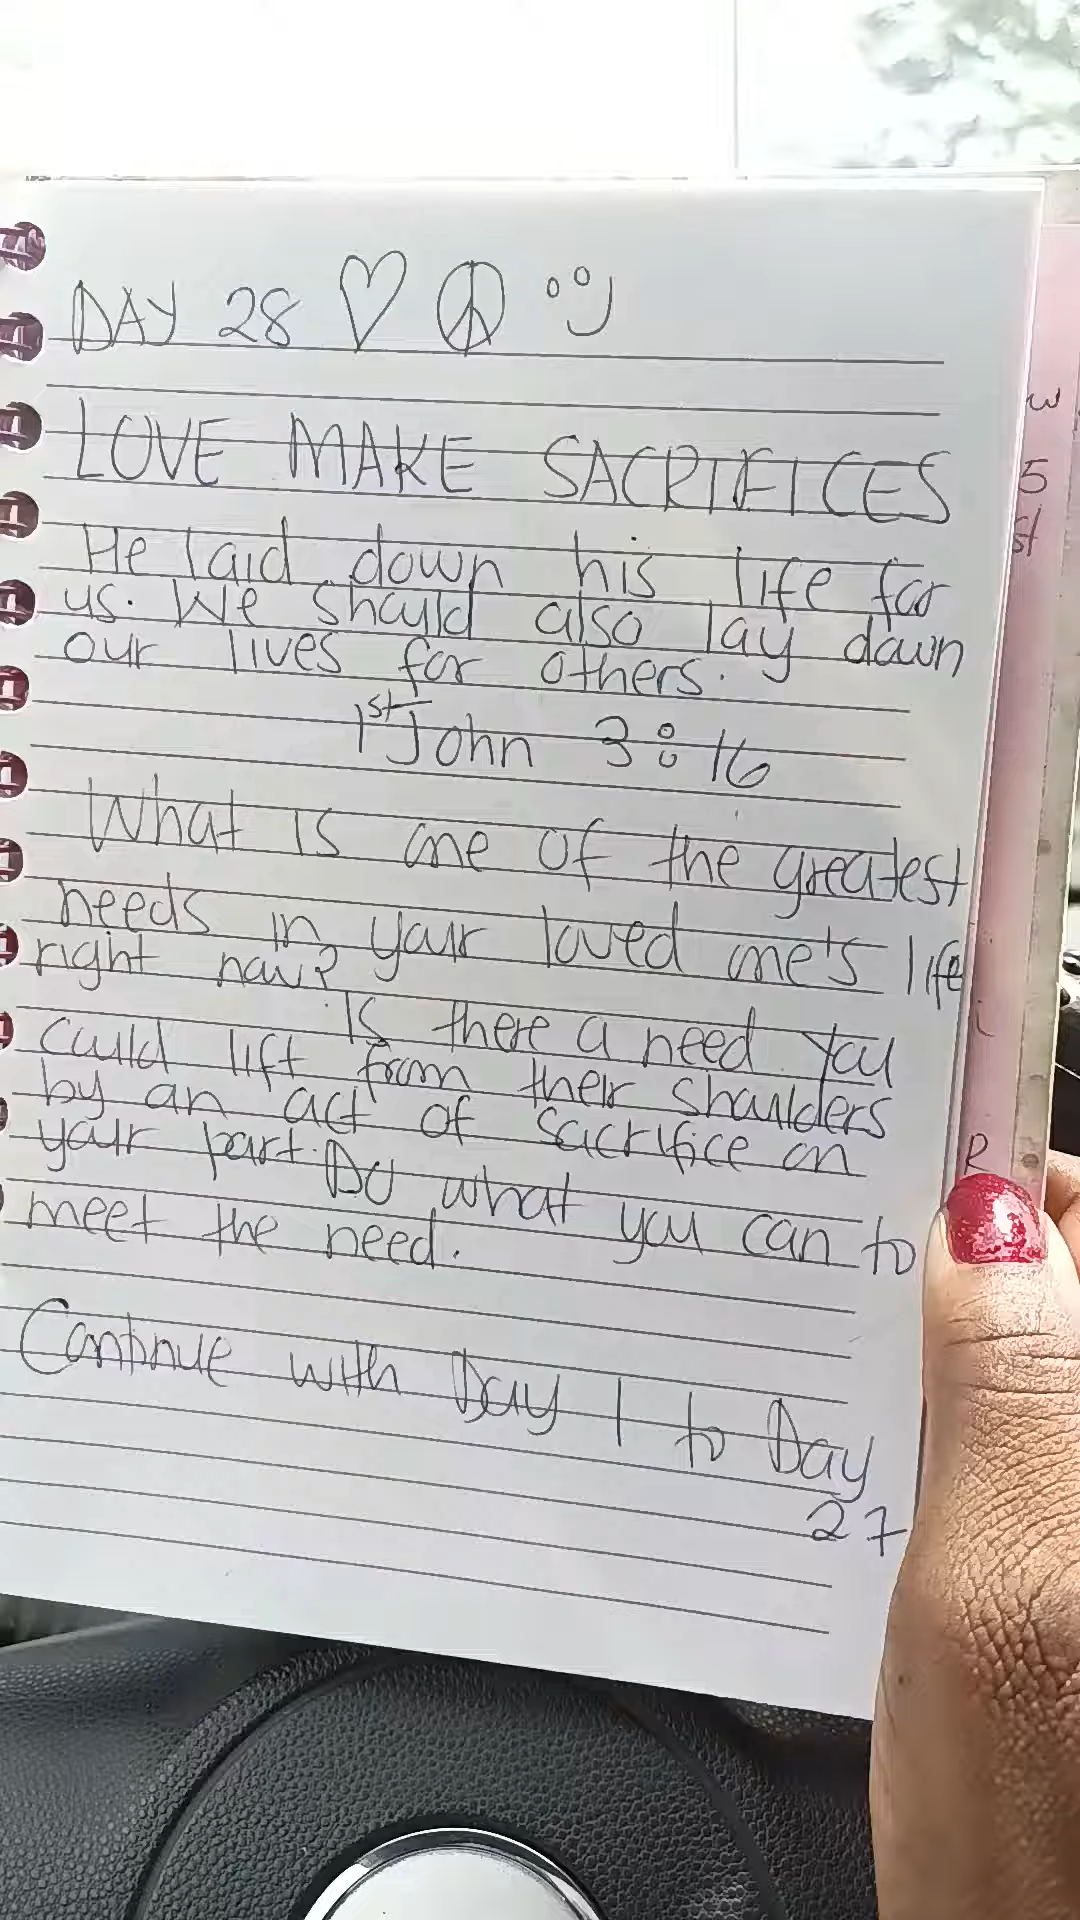 DAY 28
LOVE MAKE SACRIFICES
He laid down his life for
us. We should also lay down
our lives for others.
1st John 3:16
What is one of the greatest
needs in your loved one's life
right now?
Is there a need you
could lift from their shoulders
by an act of sacrifice on
your part. Do what you can to
meet the need.
Continue with Day 1 to Day
27
w
5
st
R